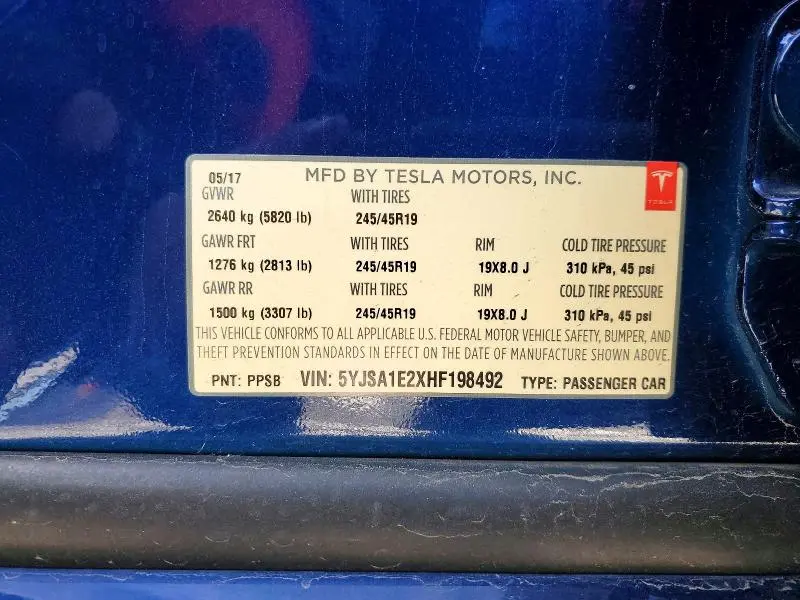 05/17 MFD BY TESLA MOTORS, INC.
GVWR WITH TIRES
2640 kg (5820 lb) 245/45R19
TESLA
GAWR FRT WITH TIRES RIM COLD TIRE PRESSURE
1276 kg (2813 lb) 245/45R19 19X8.0 J 310 kPa, 45 psi
GAWR RR WITH TIRES RIM COLD TIRE PRESSURE
1500 kg (3307 lb) 245/45R19 19X8.0 J 310 kPa, 45 psi
THIS VEHICLE CONFORMS TO ALL APPLICABLE U.S. FEDERAL MOTOR VEHICLE SAFETY, BUMPER, AND
THEFT PREVENTION STANDARDS IN EFFECT ON THE DATE OF MANUFACTURE SHOWN ABOVE.
PNT: PPSB VIN: 5YJSA1E2XHF198492 TYPE: PASSENGER CAR